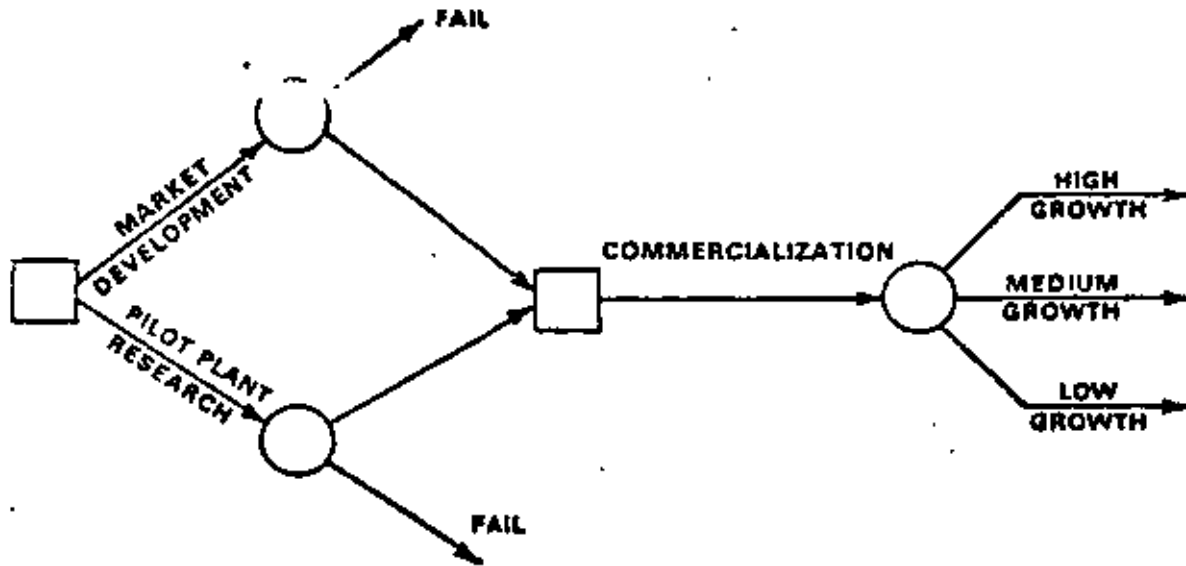 FAIL
MARKET
DEVELOPMENT
PILOT PLANT
RESEARCH
COMMERCIALIZATION
HIGH
GROWTH
MEDIUM
GROWTH
LOW
GROWTH
FAIL